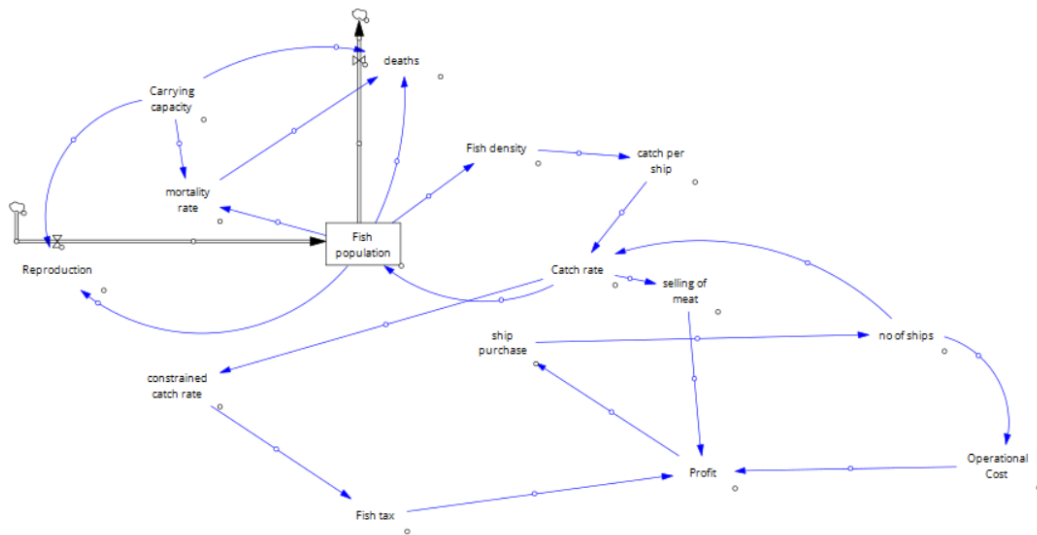 deaths
Carrying
capacity
Fish density
catch per
ship
mortality
rate
Fish
population
Reproduction
Catch rate
selling of
meat
ship
purchase
no of ships
constrained
catch rate
Profit
Operational
Cost
Fish tax